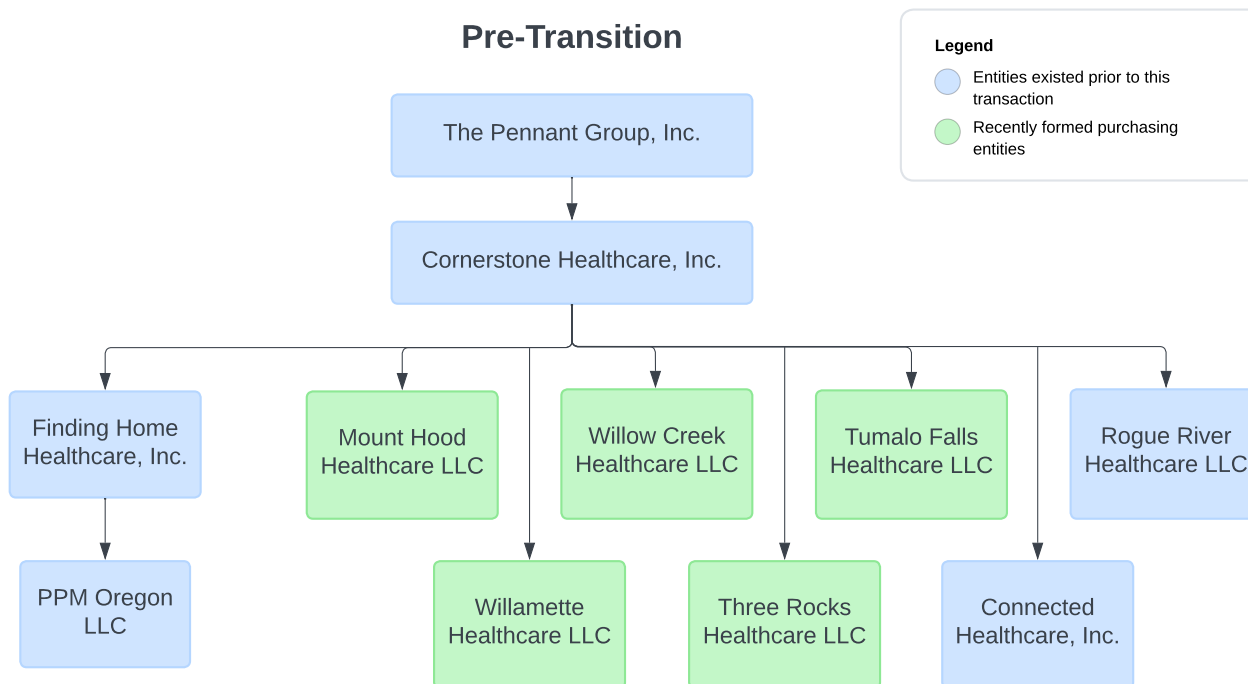 Pre-Transition
Legend
Entities existed prior to this
transaction
Recently formed purchasing
entities
The Pennant Group, Inc.
Cornerstone Healthcare, Inc.
Finding Home
Healthcare, Inc.
Mount Hood
Healthcare LLC
Willow Creek
Healthcare LLC
Tumalo Falls
Healthcare LLC
Rogue River
Healthcare LLC
PPM Oregon
LLC
Willamette
Healthcare LLC
Three Rocks
Healthcare LLC
Connected
Healthcare, Inc.